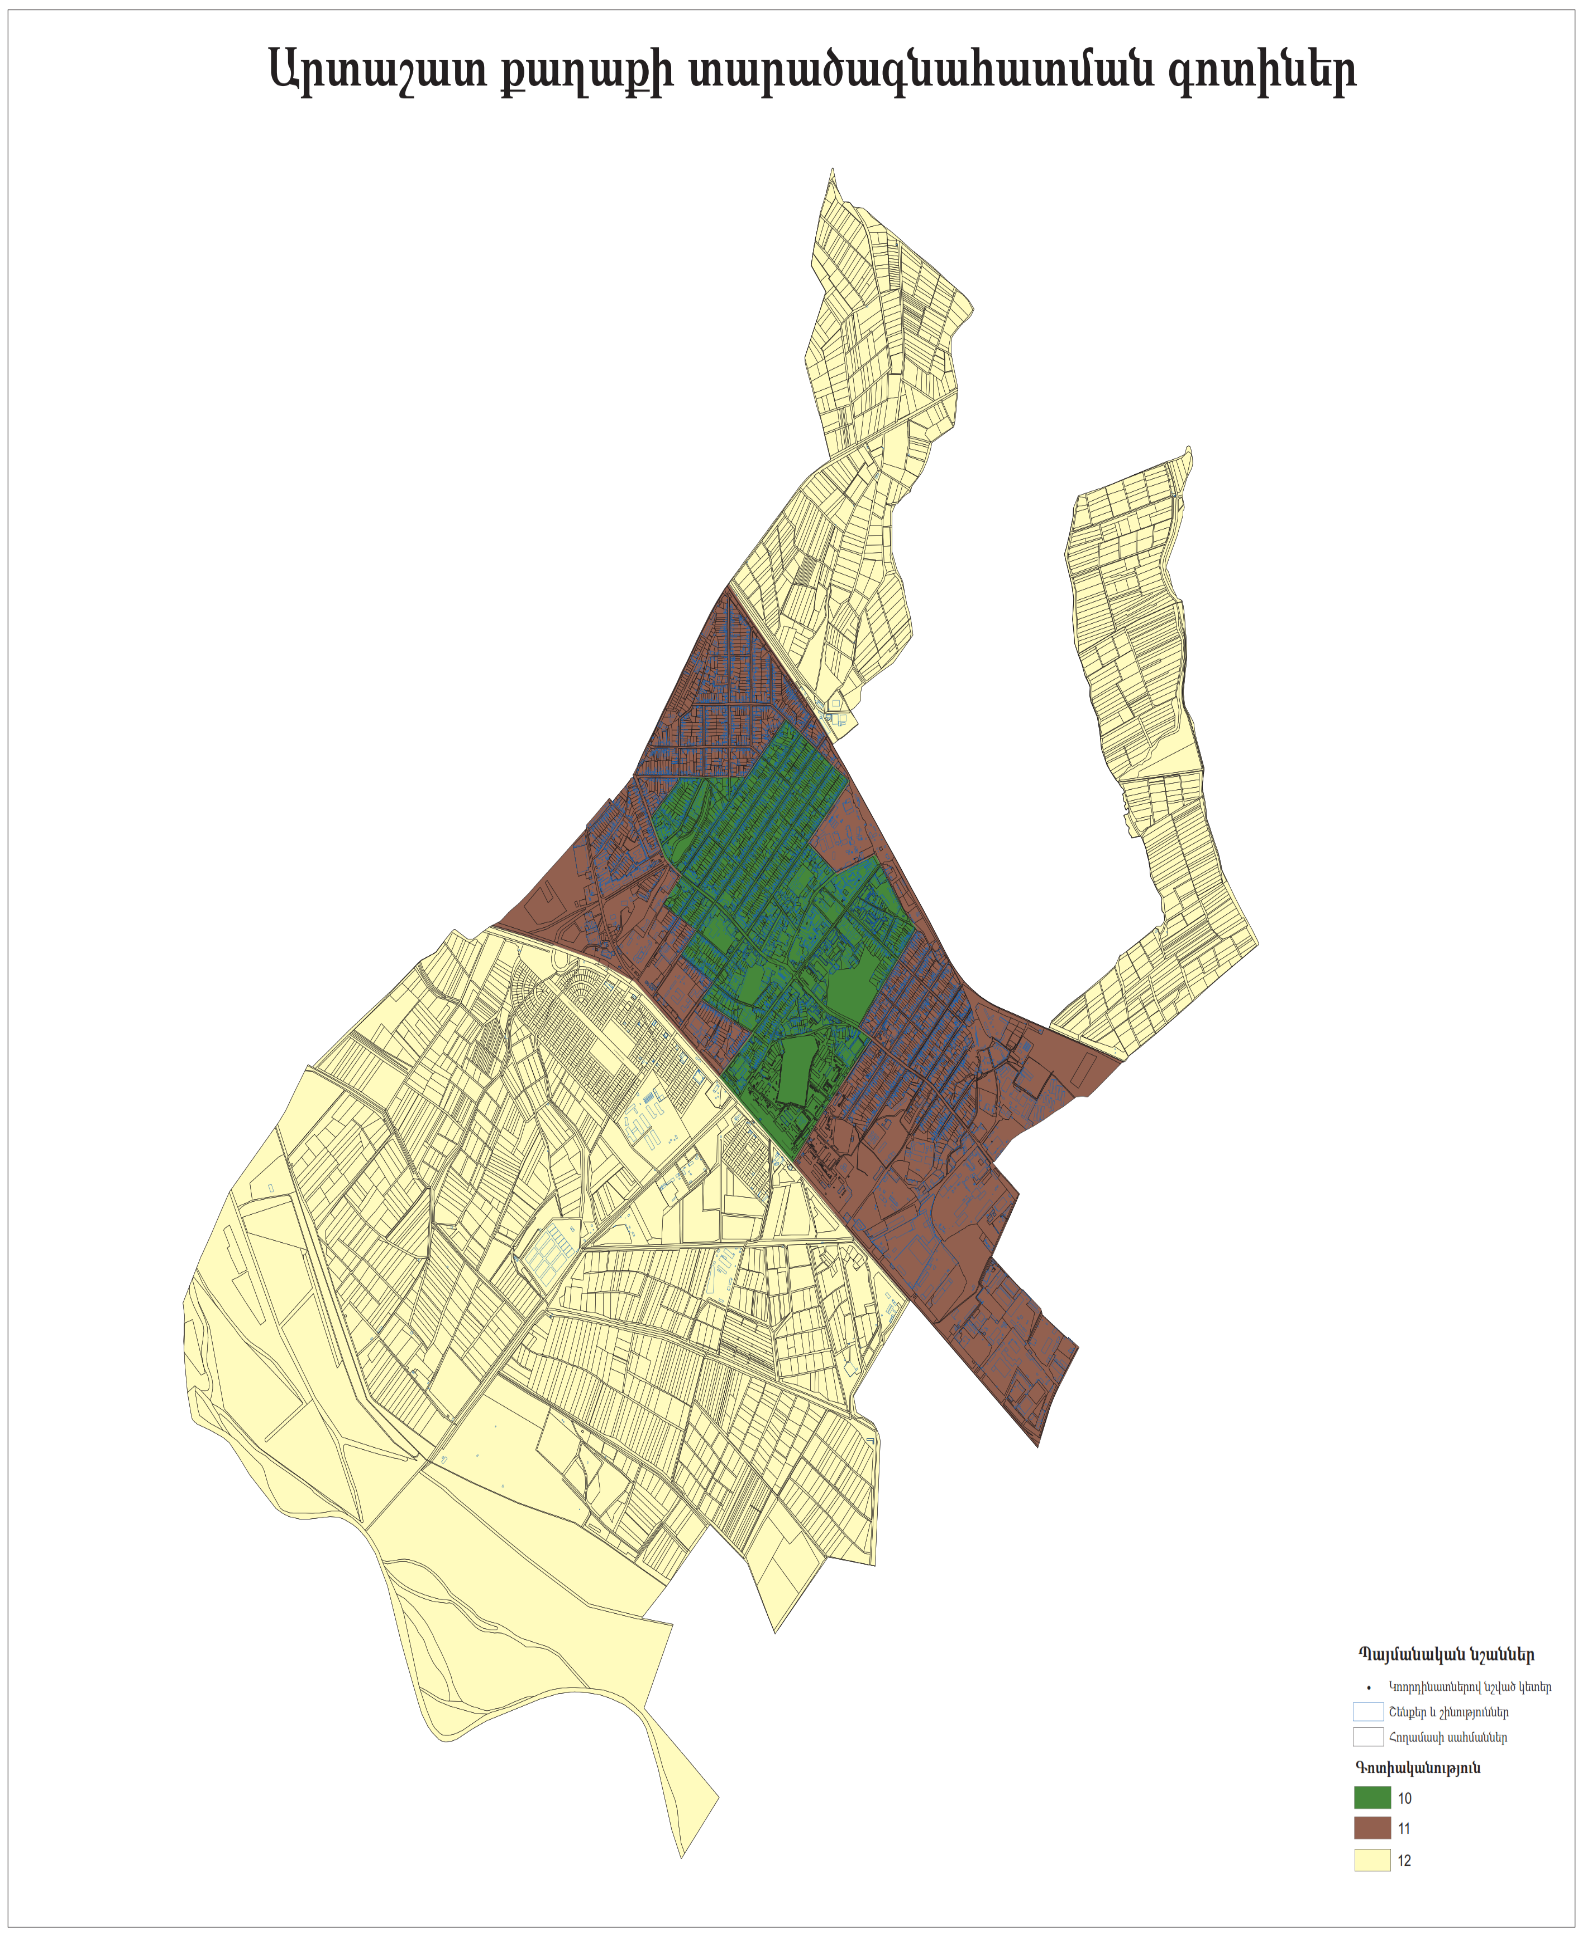 Արտաշատ քաղաքի տարածագնահատման գոտիներ
Պայմանական նշաններ
Կոորդինատներով նշված կետեր
Շենքեր և շինություններ
Հողամասի սահմաններ
Գոտիականություն
10
11
12